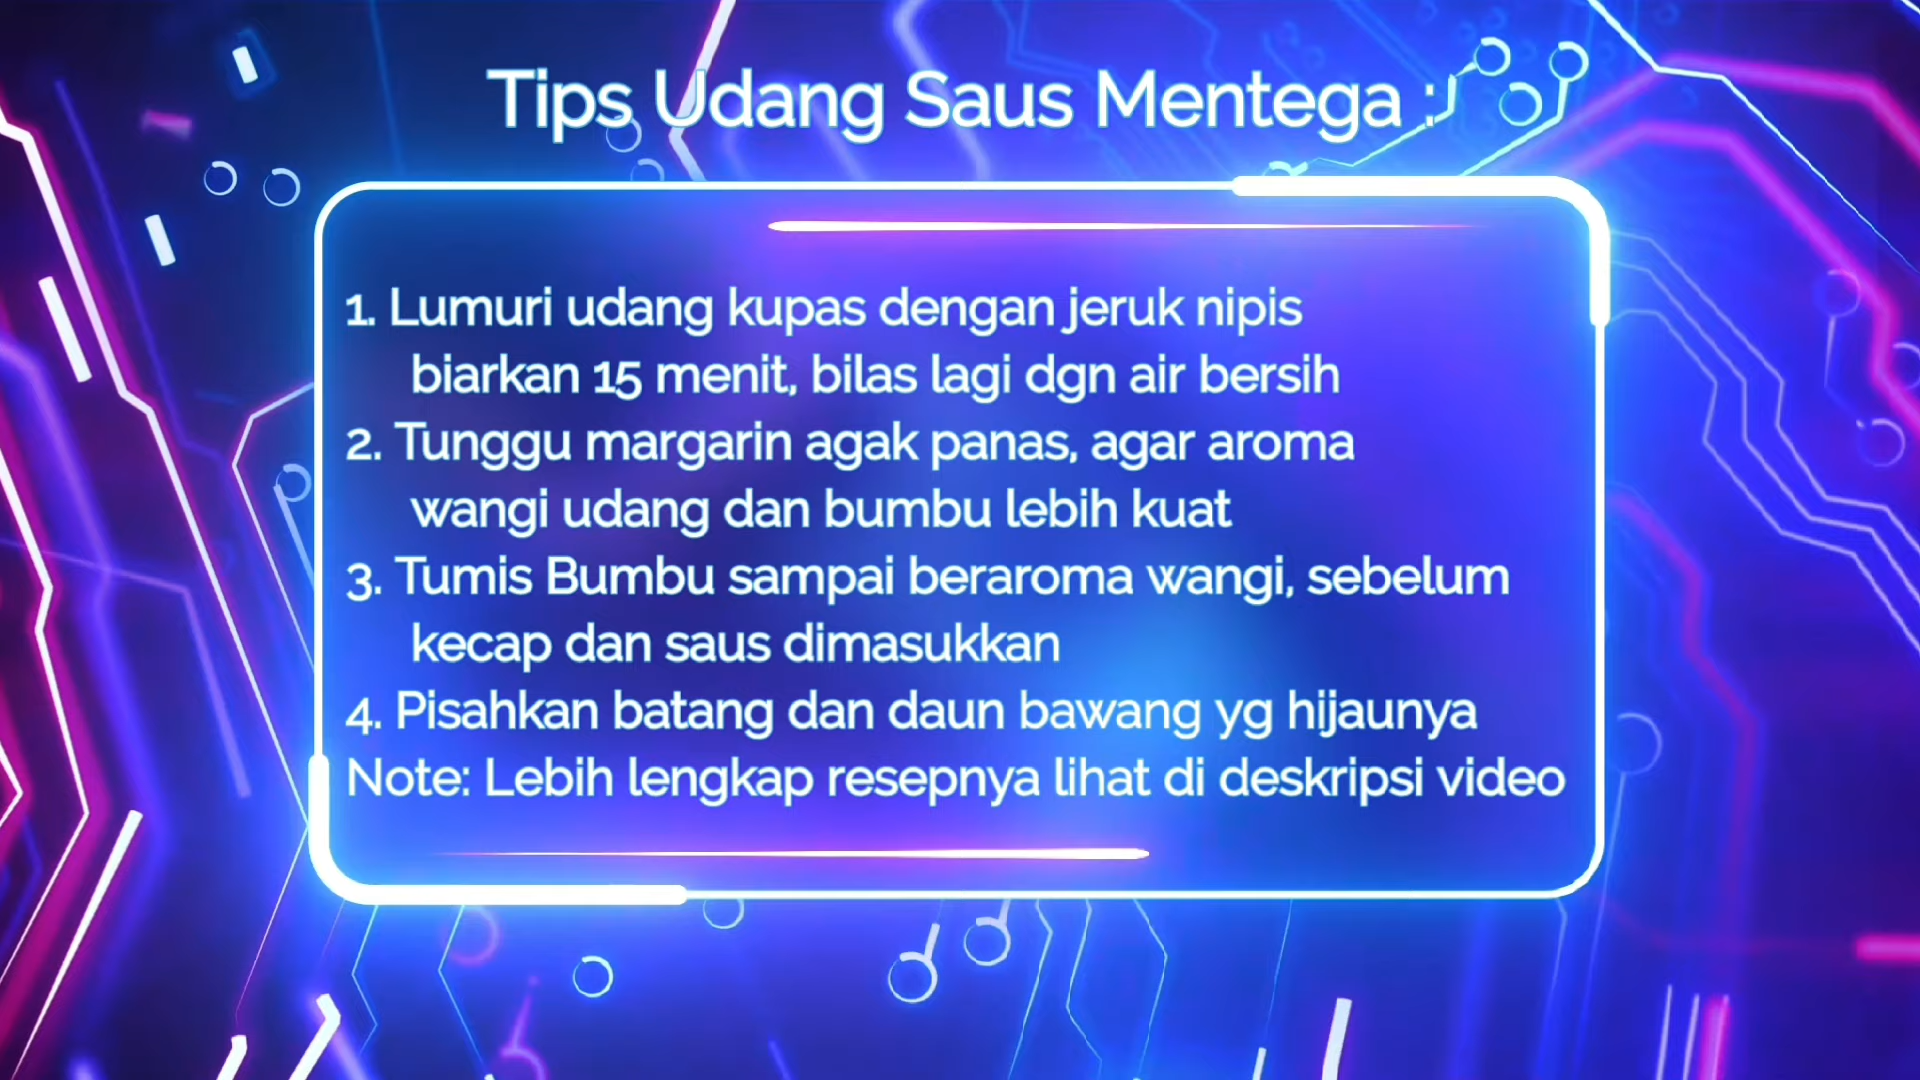 Tips Udang Saus Mentega :
1. Lumuri udang kupas dengan jeruk nipis
biarkan 15 menit, bilas lagi dgn air bersih
2. Tunggu margarin agak panas, agar aroma
wangi udang dan bumbu lebih kuat
3. Tumis Bumbu sampai beraroma wangi, sebelum
kecap dan saus dimasukkan
4. Pisahkan batang dan daun bawang yg hijaunya
Note: Lebih lengkap resepnya lihat di deskripsi video